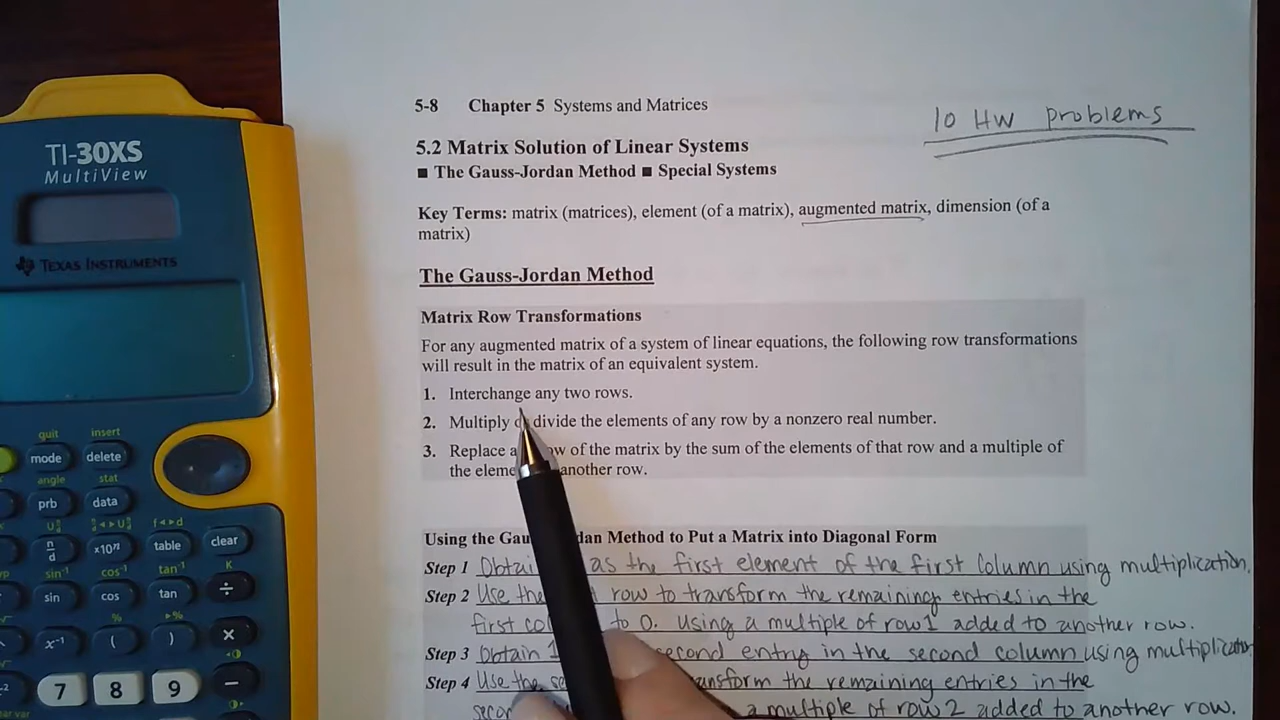 5-8 Chapter 5 Systems and Matrices
10 HW problems
5.2 Matrix Solution of Linear Systems
■ The Gauss-Jordan Method ■ Special Systems
Key Terms: matrix (matrices), element (of a matrix), augmented matrix, dimension (of a
matrix)
The Gauss-Jordan Method
Matrix Row Transformations
For any augmented matrix of a system of linear equations, the following row transformations
will result in the matrix of an equivalent system.
1. Interchange any two rows.
2. Multiply divide the elements of any row by a nonzero real number.
3. Replace a of the matrix by the sum of the elements of that row and a multiple of
the another row.
Using the Method to Put a Matrix into Diagonal Form
Step 1 as the first element of the first column using multiplication.
Step 2 Use the row to transform the remaining entries in the
first to 0. Using a multiple of row 1 added to another row.
Step 3 Obtain second entry in the second column using multiplication
Step 4 Use the the remaining entries in the
a multiple of row 2 added to another row.
TI-30XS
MultiView
TEXAS INSTRUMENTS
quit insert
mode delete
angle stat
prb data
f◄►d
n/d ×10ⁿ table clear
sin⁻¹ cos⁻¹ tan⁻¹ K
sin cos tan ÷
% ►%
x⁻¹ ( ) ×
7 8 9 −